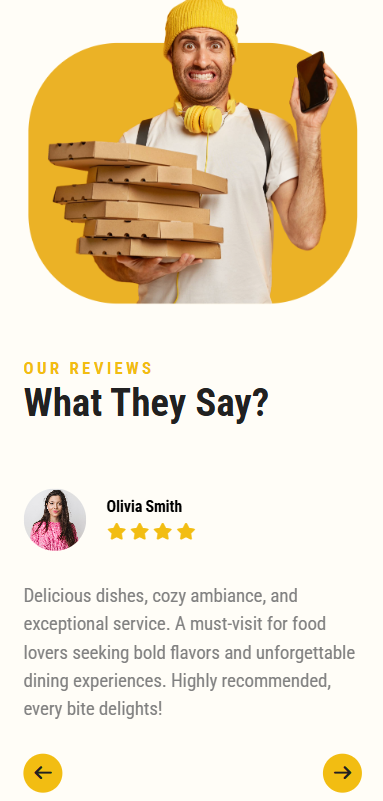 OUR REVIEWS
What They Say?
Olivia Smith
Delicious dishes, cozy ambiance, and
exceptional service. A must-visit for food
lovers seeking bold flavors and unforgettable
dining experiences. Highly recommended,
every bite delights!